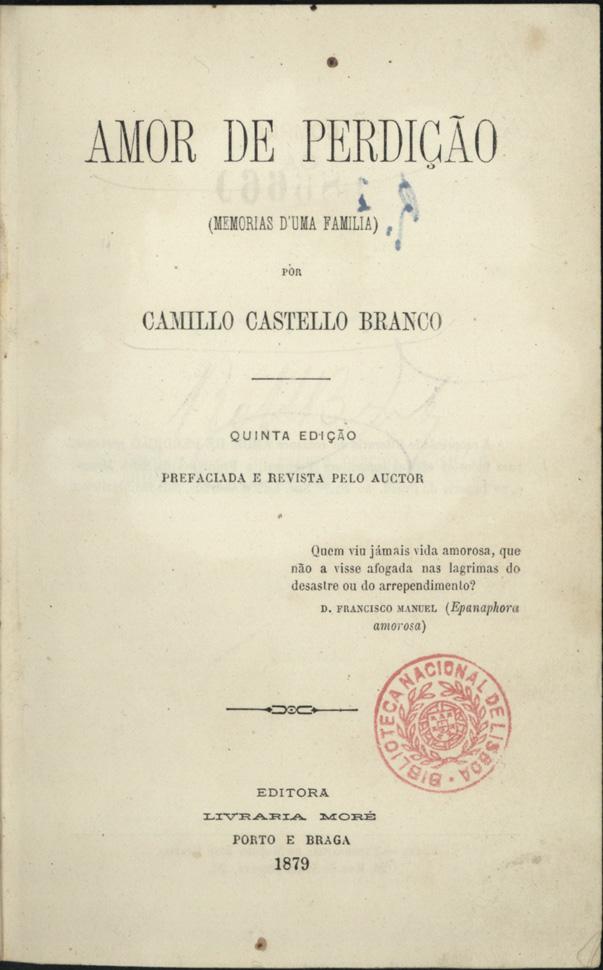 AMOR DE PERDIÇÃO
(MEMORIAS D'UMA FAMILIA)
POR
CAMILLO CASTELLO BRANCO
QUINTA EDIÇÃO
PREFACIADA E REVISTA PELO AUCTOR
Quem viu jámais vida amorosa, que
não a visse afogada nas lagrimas do
desastre ou do arrependimento?
D. FRANCISCO MANUEL (Epanaphora
amorosa)
BIBLIOTECA NACIONAL DE LISBOA
EDITORA
LIVRARIA MORÉ
PORTO E BRAGA
1879